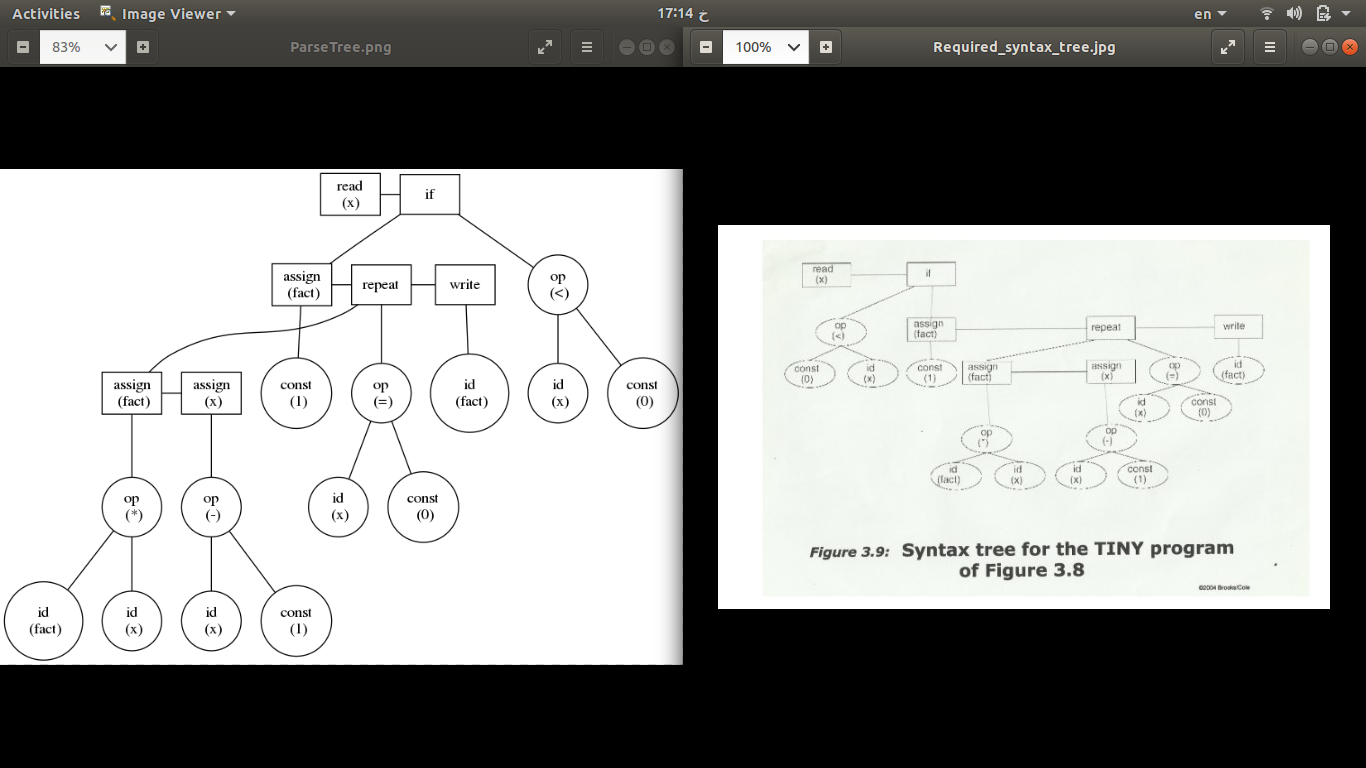 Activities Image Viewer 17:14 خ en
83% ParseTree.png 100% Required_syntax_tree.jpg
read
(x)
if
assign
(fact)
repeat
write
op
(<)
assign
(fact)
assign
(x)
const
(1)
op
(=)
id
(fact)
id
(x)
const
(0)
op
(*)
op
(-)
id
(x)
const
(0)
id
(fact)
id
(x)
id
(x)
const
(1)
read
(x)
if
op
(<)
assign
(fact)
repeat
write
const
(0)
id
(x)
const
(1)
assign
(fact)
assign
(x)
op
(=)
id
(fact)
id
(x)
const
(0)
op
(*)
op
(-)
id
(fact)
id
(x)
id
(x)
const
(1)
Figure 3.9: Syntax tree for the TINY program
of Figure 3.8
©2004 Brooks/Cole